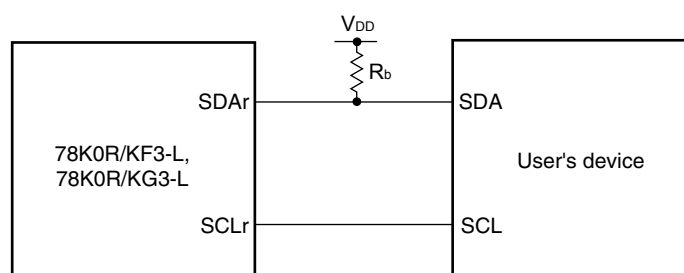 VDD
Rb
SDAr
SDA
78K0R/KF3-L,
78K0R/KG3-L
User's device
SCLr
SCL